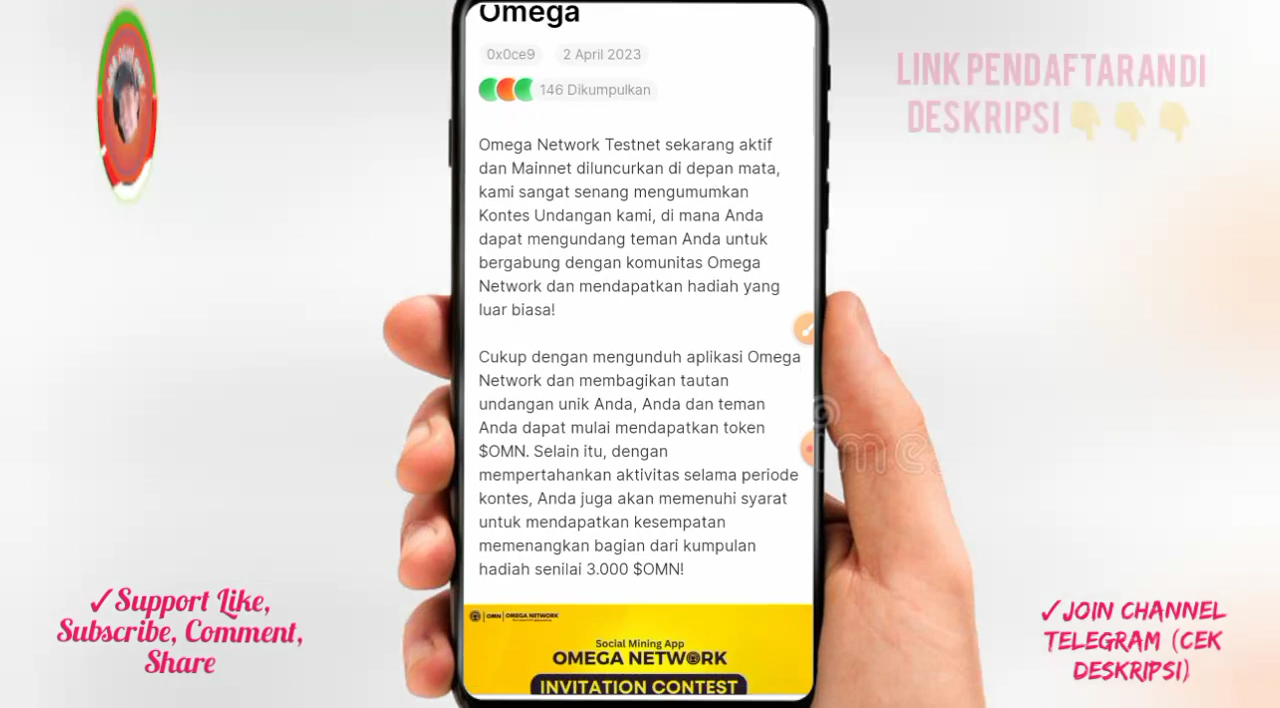 Omega
0x0ce9 2 April 2023
146 Dikumpulkan
LINK PENDAFTARAN DI
DESKRIPSI
Omega Network Testnet sekarang aktif
dan Mainnet diluncurkan di depan mata,
kami sangat senang mengumumkan
Kontes Undangan kami, di mana Anda
dapat mengundang teman Anda untuk
bergabung dengan komunitas Omega
Network dan mendapatkan hadiah yang
luar biasa!
Cukup dengan mengunduh aplikasi Omega
Network dan membagikan tautan
undangan unik Anda, Anda dan teman
Anda dapat mulai mendapatkan token
$OMN. Selain itu, dengan
mempertahankan aktivitas selama periode
kontes, Anda juga akan memenuhi syarat
untuk mendapatkan kesempatan
memenangkan bagian dari kumpulan
hadiah senilai 3.000 $OMN!
OMN OMEGA NETWORK
Social Mining App
OMEGA NETWORK
INVITATION CONTEST
✓Support Like,
Subscribe, Comment,
Share
✓JOIN CHANNEL
TELEGRAM (CEK
DESKRIPSI)